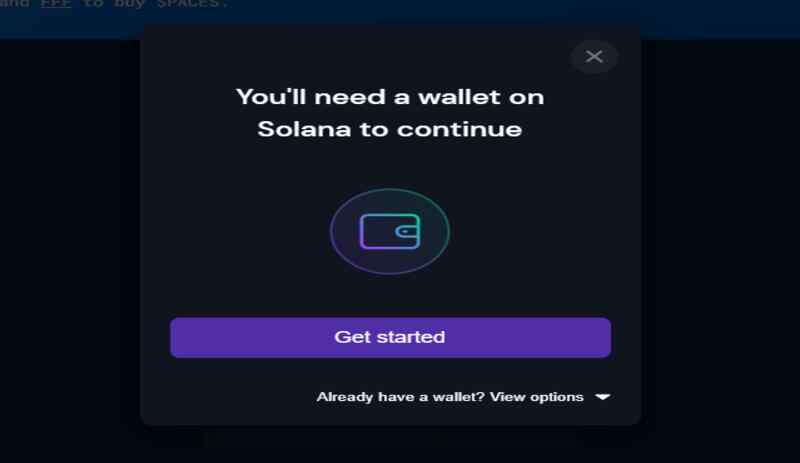 and FFF to buy $PACES.
You'll need a wallet on
Solana to continue
Get started
Already have a wallet? View options